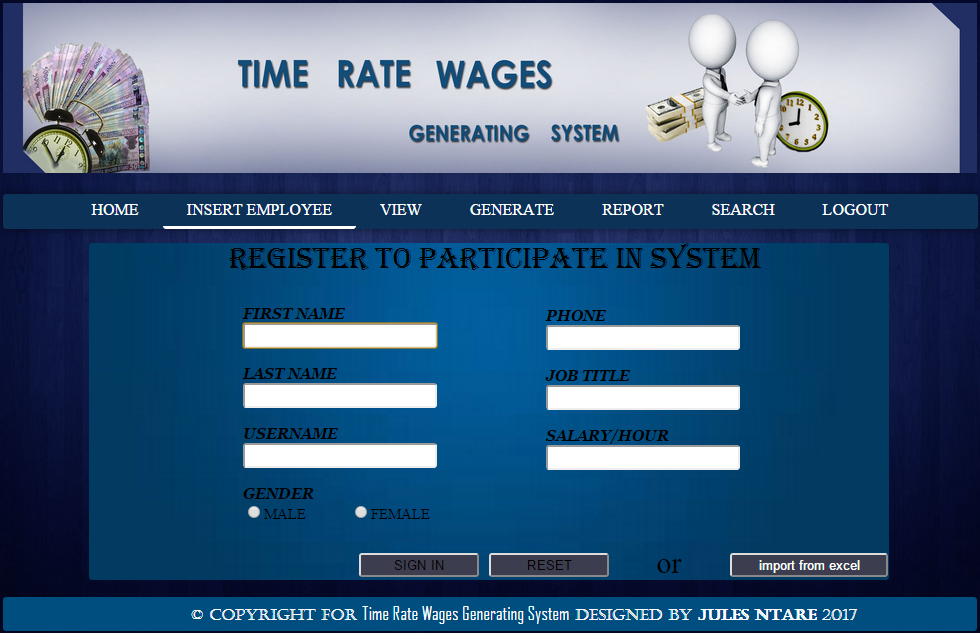 TIME RATE WAGES
GENERATING SYSTEM
HOME INSERT EMPLOYEE VIEW GENERATE REPORT SEARCH LOGOUT
REGISTER TO PARTICIPATE IN SYSTEM
FIRST NAME PHONE
LAST NAME JOB TITLE
USERNAME SALARY/HOUR
GENDER
MALE FEMALE
SIGN IN RESET or import from excel
© COPYRIGHT FOR Time Rate Wages Generating System DESIGNED BY JULES NTARE 2017